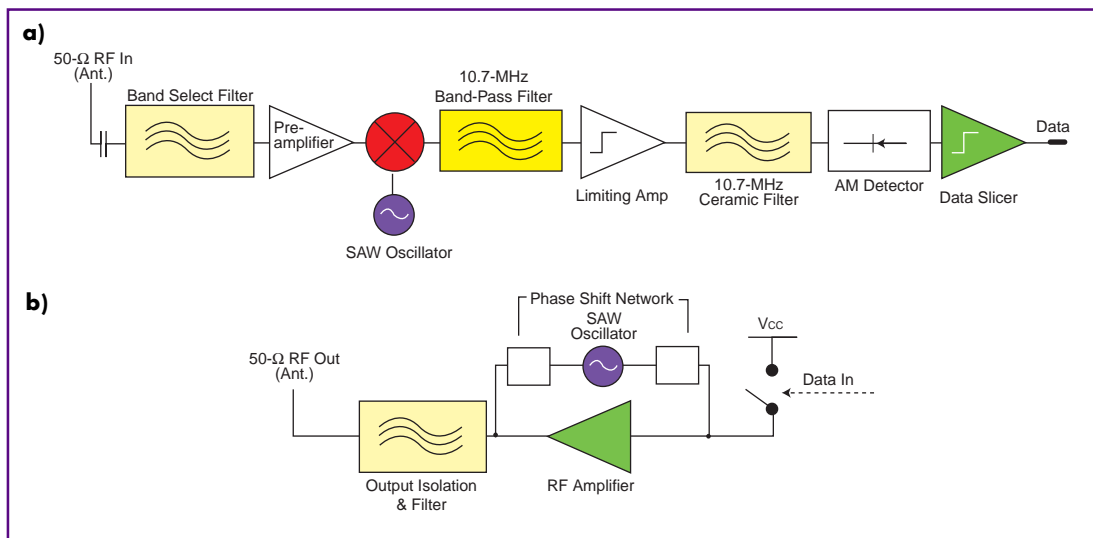 a)
50-Ω RF In
(Ant.)
Band Select Filter
Pre-
amplifier
SAW Oscillator
10.7-MHz
Band-Pass Filter
Limiting Amp
10.7-MHz
Ceramic Filter
AM Detector
Data Slicer
Data
b)
50-Ω RF Out
(Ant.)
Output Isolation
& Filter
Phase Shift Network
SAW
Oscillator
RF Amplifier
Vcc
Data In